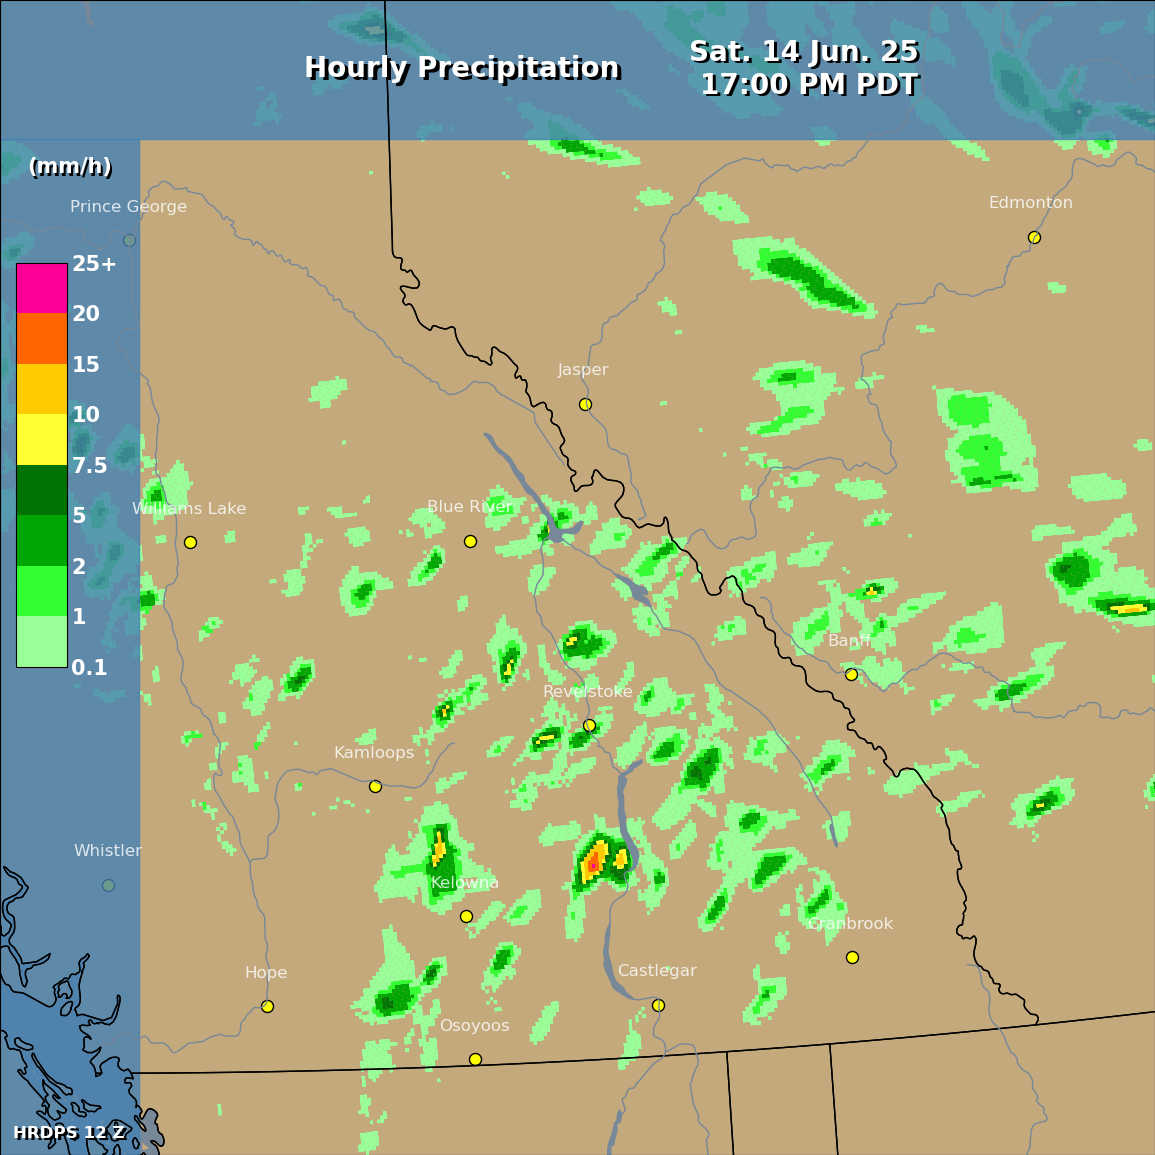 Hourly Precipitation
Sat. 14 Jun. 25
17:00 PM PDT
(mm/h)
Prince George
Edmonton
25+
20
15
10
7.5
5
2
1
0.1
Jasper
Williams Lake
Blue River
Banff
Revelstoke
Kamloops
Whistler
Kelowna
Cranbrook
Hope
Castlegar
Osoyoos
HRDPS 12 Z